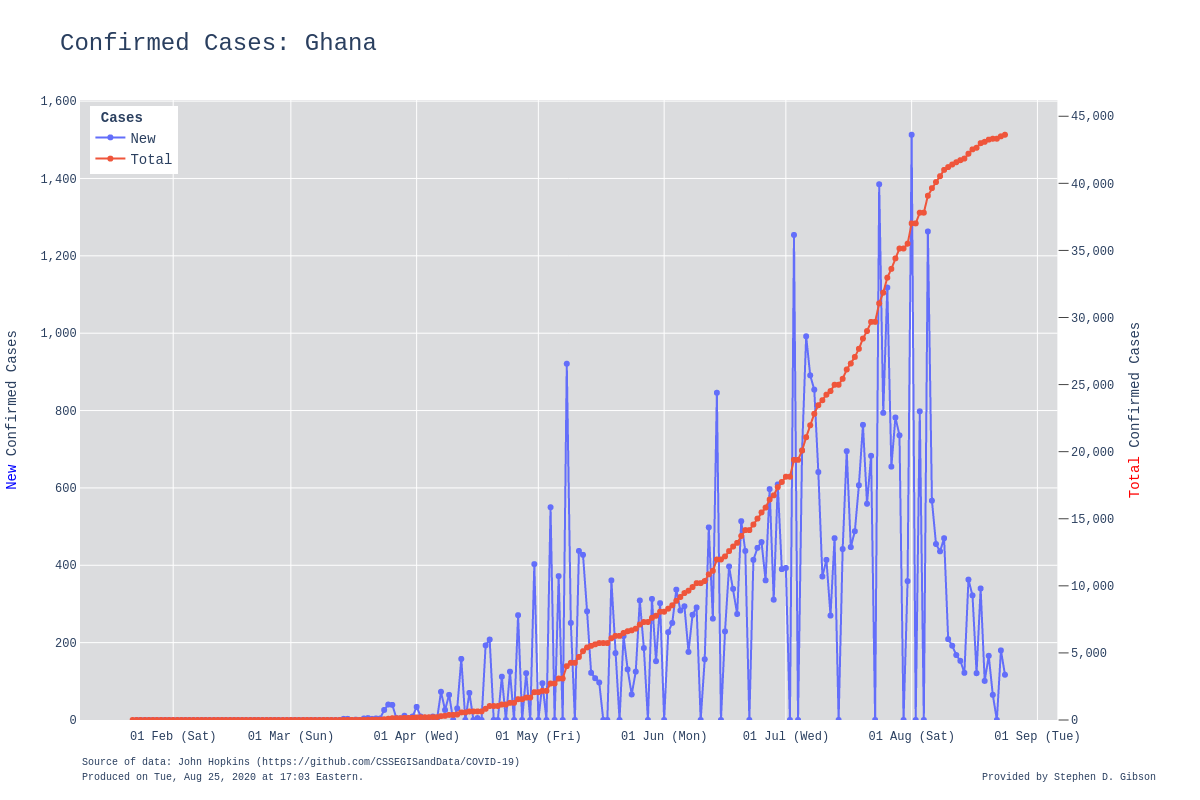 Confirmed Cases: Ghana
Cases
New
Total
1,600
1,400
1,200
1,000
800
600
400
200
0
New Confirmed Cases
45,000
40,000
35,000
30,000
25,000
20,000
15,000
10,000
5,000
0
Total Confirmed Cases
01 Feb (Sat) 01 Mar (Sun) 01 Apr (Wed) 01 May (Fri) 01 Jun (Mon) 01 Jul (Wed) 01 Aug (Sat) 01 Sep (Tue)
Source of data: John Hopkins (https://github.com/CSSEGISandData/COVID-19)
Produced on Tue, Aug 25, 2020 at 17:03 Eastern.
Provided by Stephen D. Gibson